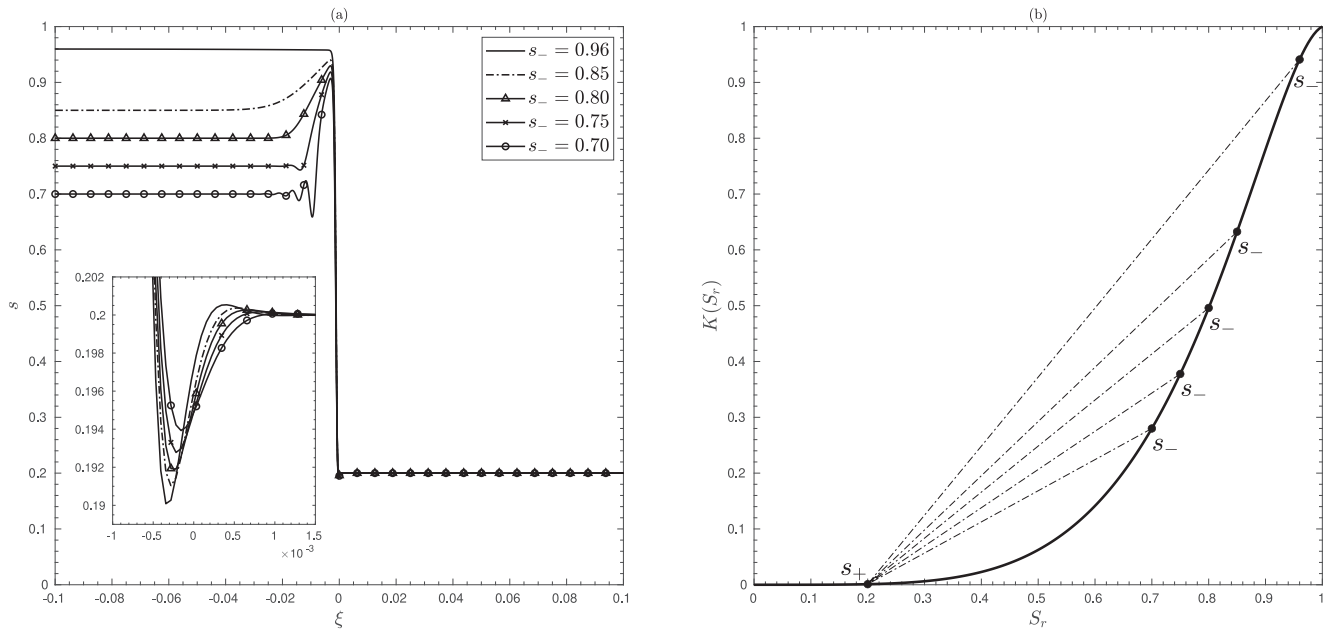 (a)
1
0.9
0.8
0.7
0.6
0.5
0.4
0.3
0.2
0.1
0
s
-0.1 -0.08 -0.06 -0.04 -0.02 0 0.02 0.04 0.06 0.08 0.1
ξ
s₋ = 0.96
s₋ = 0.85
s₋ = 0.80
s₋ = 0.75
s₋ = 0.70
0.202
0.2
0.198
0.196
0.194
0.192
0.19
-1 -0.5 0 0.5 1 1.5
×10⁻³
(b)
1
0.9
0.8
0.7
0.6
0.5
0.4
0.3
0.2
0.1
0
K(Sᵣ)
s₋
s₋
s₋
s₋
s₋
s₊
0 0.1 0.2 0.3 0.4 0.5 0.6 0.7 0.8 0.9 1
Sᵣ